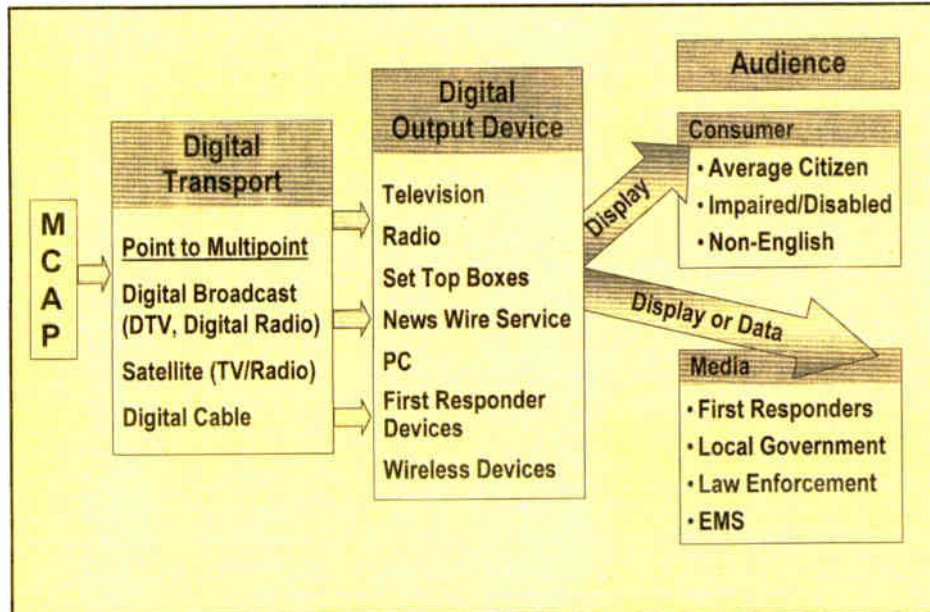 M
C
A
P
Digital
Transport
Point to Multipoint
Digital Broadcast
(DTV, Digital Radio)
Satellite (TV/Radio)
Digital Cable
Digital
Output Device
Television
Radio
Set Top Boxes
News Wire Service
PC
First Responder
Devices
Wireless Devices
Display
Display or Data
Audience
Consumer
• Average Citizen
• Impaired/Disabled
• Non-English
Media
• First Responders
• Local Government
• Law Enforcement
• EMS